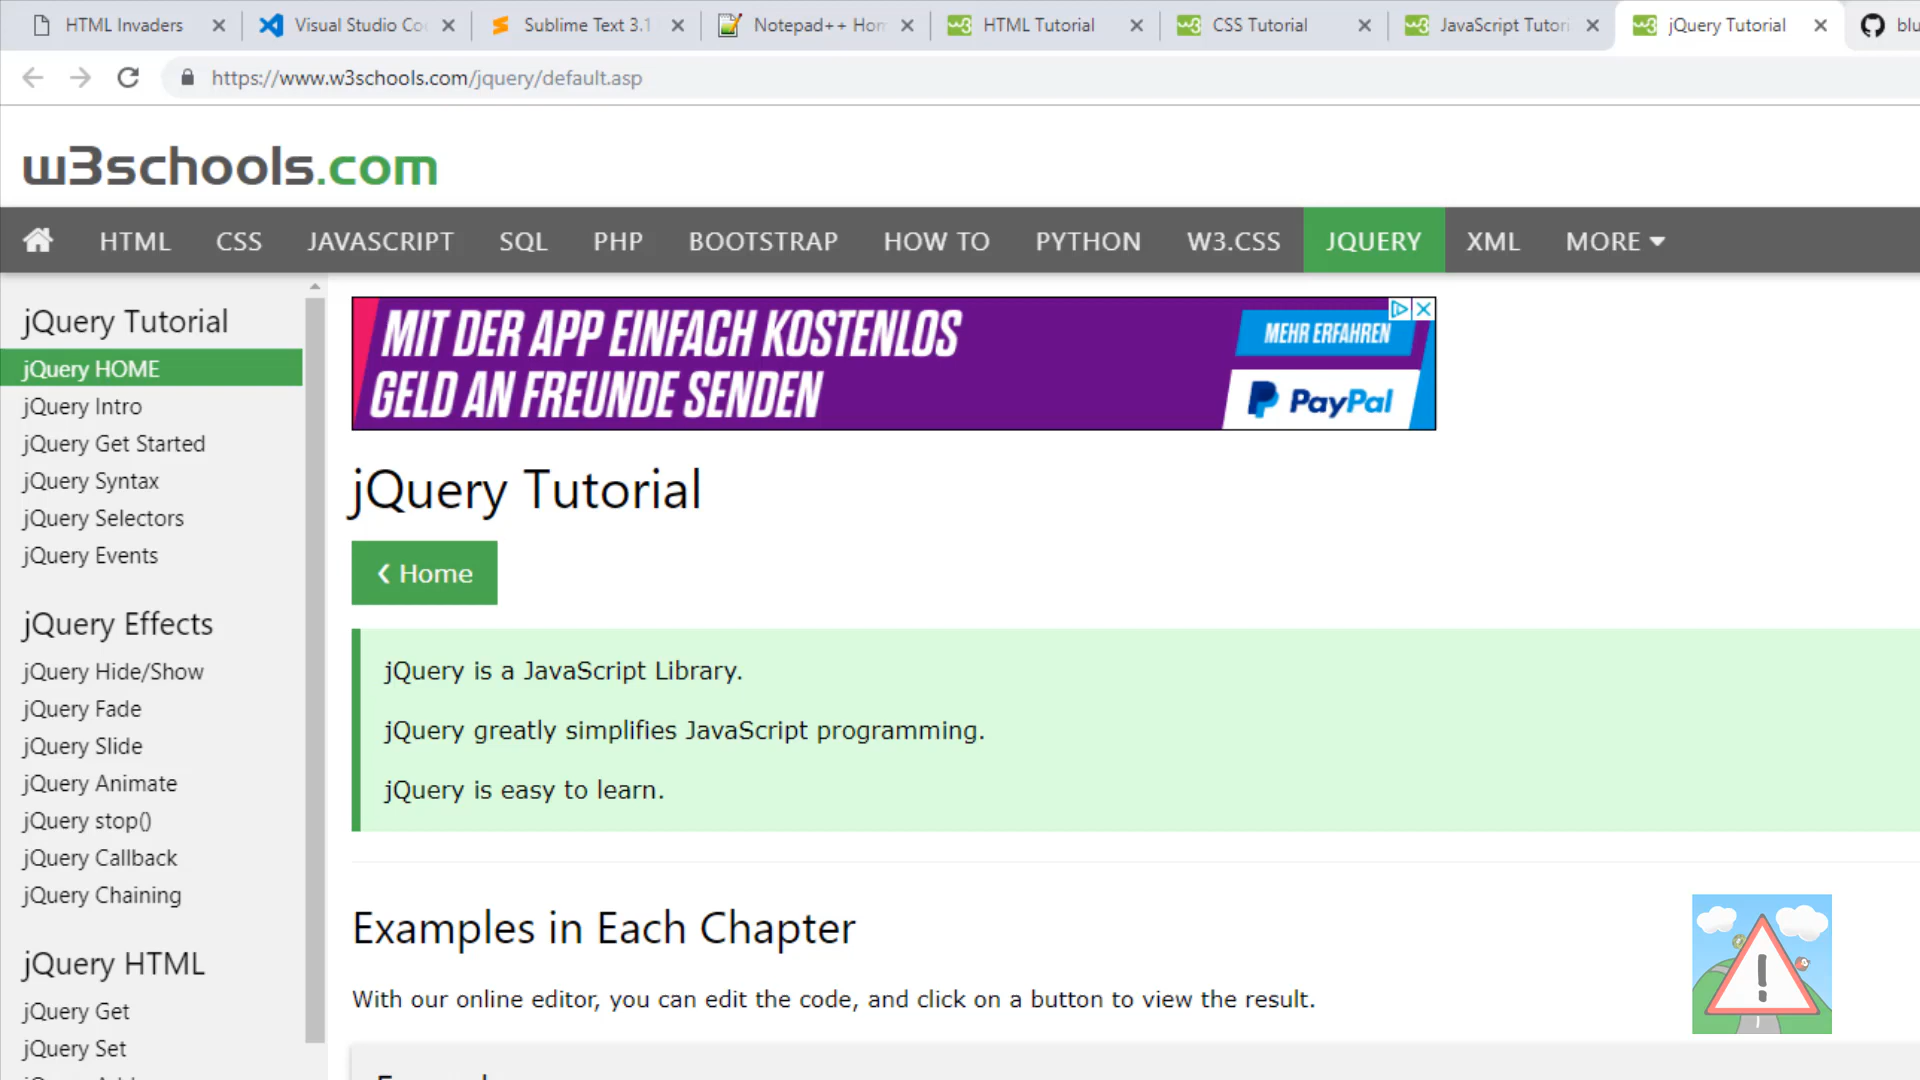 HTML Invaders
Visual Studio Co
Sublime Text 3.1
Notepad++ Hom
HTML Tutorial
CSS Tutorial
JavaScript Tutori
jQuery Tutorial
blu
https://www.w3schools.com/jquery/default.asp
w3schools.com
HTML CSS JAVASCRIPT SQL PHP BOOTSTRAP HOW TO PYTHON W3.CSS JQUERY XML MORE
jQuery Tutorial
jQuery HOME
jQuery Intro
jQuery Get Started
jQuery Syntax
jQuery Selectors
jQuery Events
jQuery Effects
jQuery Hide/Show
jQuery Fade
jQuery Slide
jQuery Animate
jQuery stop()
jQuery Callback
jQuery Chaining
jQuery HTML
jQuery Get
jQuery Set
MIT DER APP EINFACH KOSTENLOS
GELD AN FREUNDE SENDEN
MEHR ERFAHREN
PayPal
jQuery Tutorial
❮ Home
jQuery is a JavaScript Library.
jQuery greatly simplifies JavaScript programming.
jQuery is easy to learn.
Examples in Each Chapter
With our online editor, you can edit the code, and click on a button to view the result.